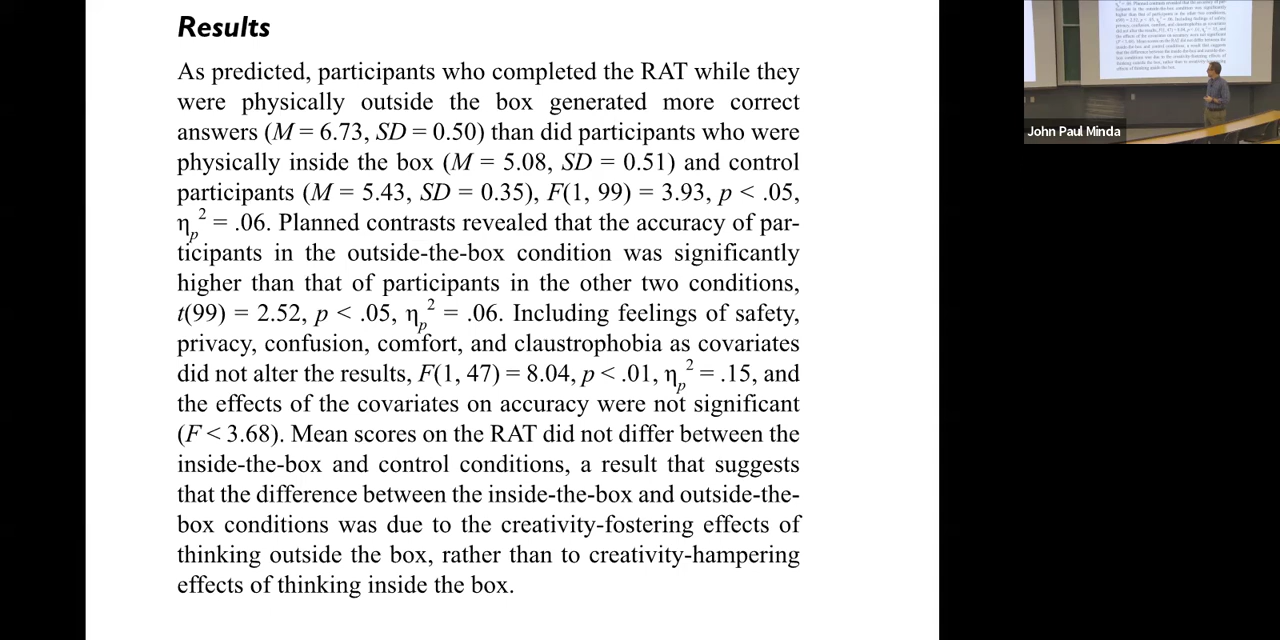 Results
As predicted, participants who completed the RAT while they
were physically outside the box generated more correct
answers (M = 6.73, SD = 0.50) than did participants who were
physically inside the box (M = 5.08, SD = 0.51) and control
participants (M = 5.43, SD = 0.35), F(1, 99) = 3.93, p < .05,
ηp² = .06. Planned contrasts revealed that the accuracy of par-
ticipants in the outside-the-box condition was significantly
higher than that of participants in the other two conditions,
t(99) = 2.52, p < .05, ηp² = .06. Including feelings of safety,
privacy, confusion, comfort, and claustrophobia as covariates
did not alter the results, F(1, 47) = 8.04, p < .01, ηp² = .15, and
the effects of the covariates on accuracy were not significant
(F < 3.68). Mean scores on the RAT did not differ between the
inside-the-box and control conditions, a result that suggests
that the difference between the inside-the-box and outside-the-
box conditions was due to the creativity-fostering effects of
thinking outside the box, rather than to creativity-hampering
effects of thinking inside the box.
John Paul Minda